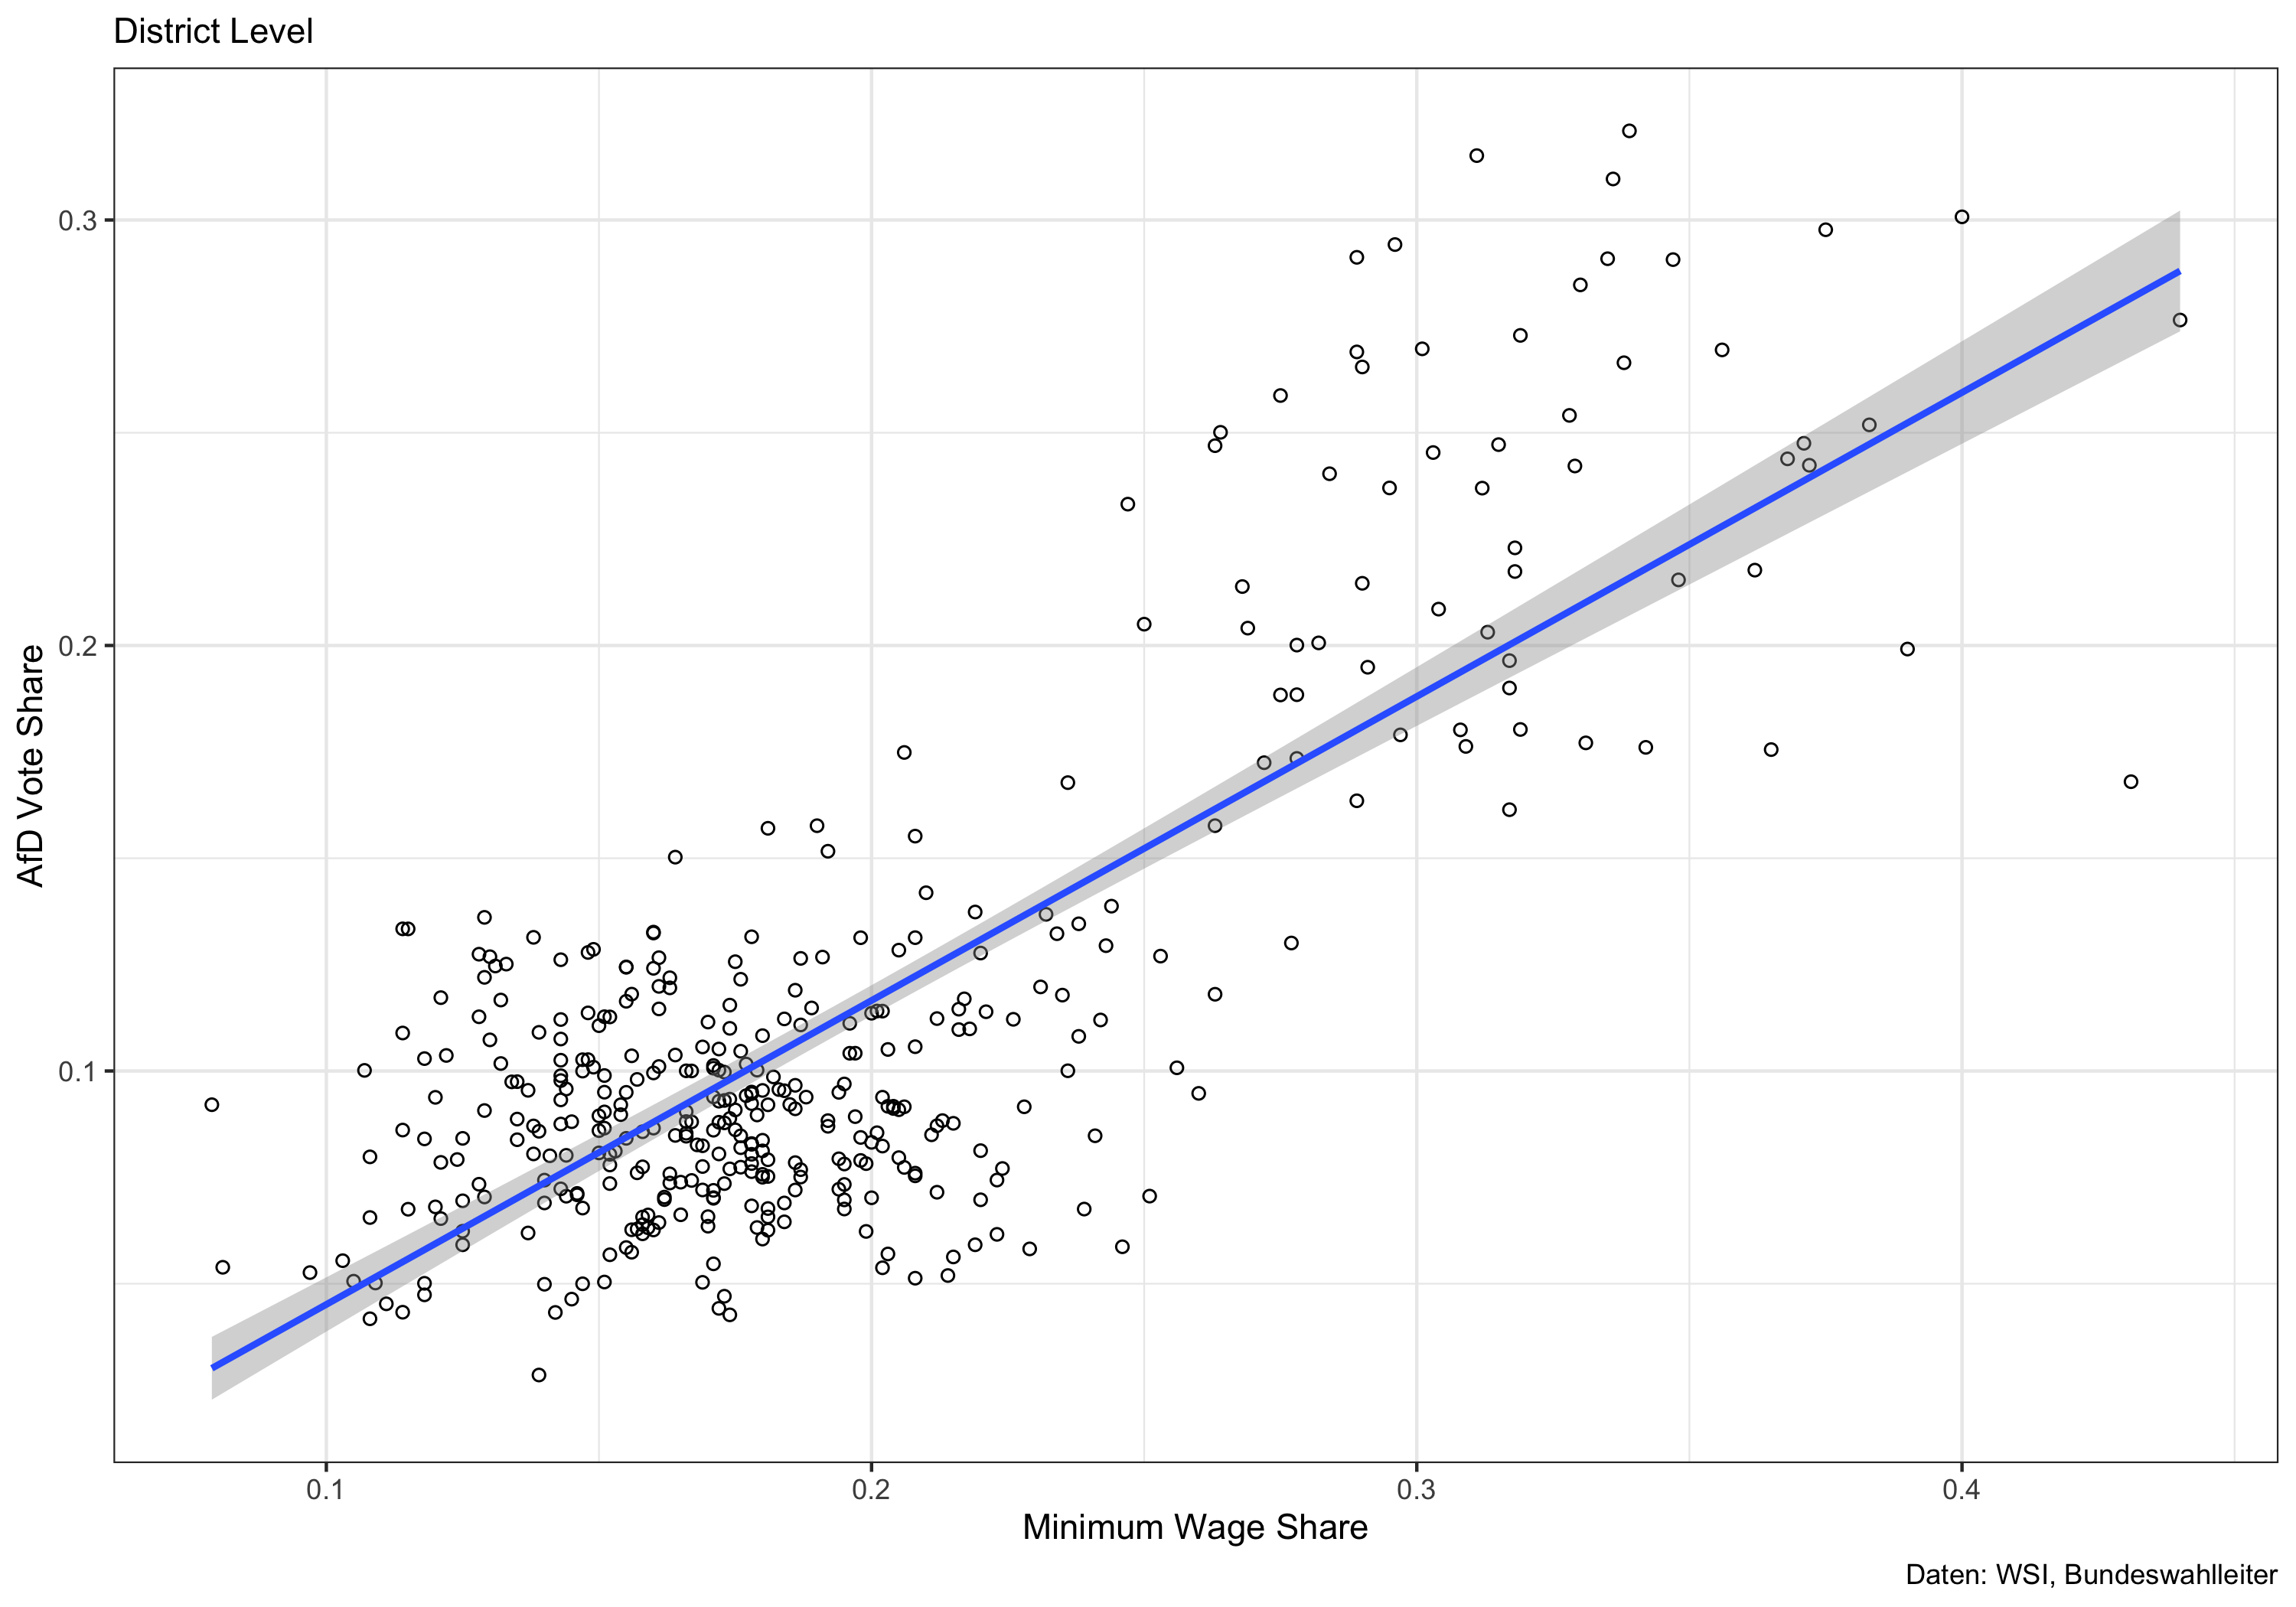 District Level
0.3
0.2
0.1
AfD Vote Share
0.1
0.2
0.3
0.4
Minimum Wage Share
Daten: WSI, Bundeswahlleiter